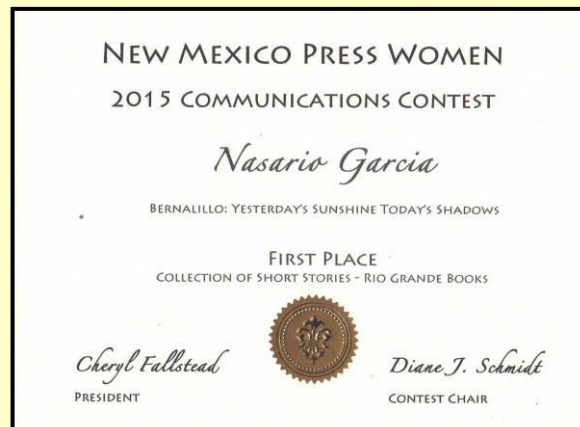 NEW MEXICO PRESS WOMEN
2015 COMMUNICATIONS CONTEST
Nasario Garcia
BERNALILLO: YESTERDAY'S SUNSHINE TODAY'S SHADOWS
FIRST PLACE
COLLECTION OF SHORT STORIES - RIO GRANDE BOOKS
Cheryl Fallstead
PRESIDENT
Diane J. Schmidt
CONTEST CHAIR